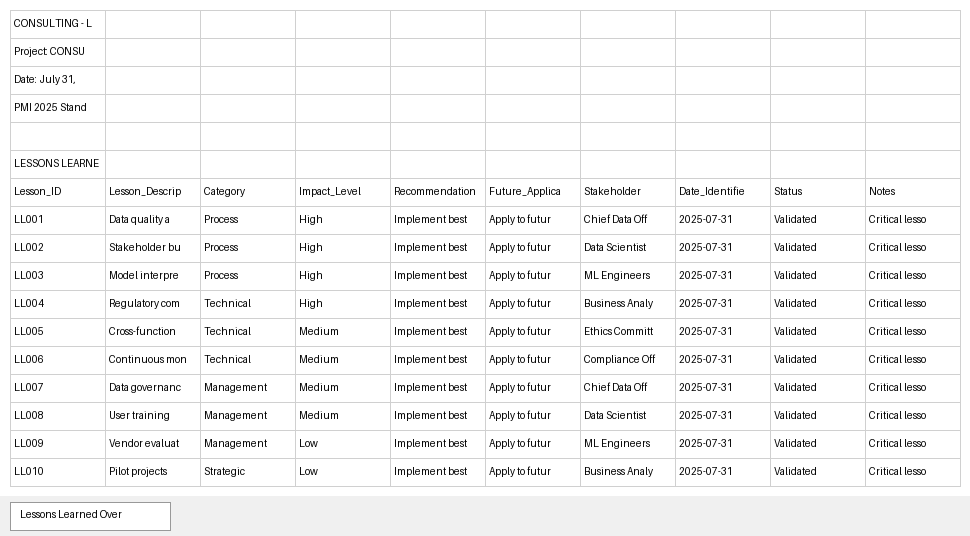 CONSULTING - L
Project: CONSU
Date: July 31,
PMI 2025 Stand
LESSONS LEARNE
Lesson_ID Lesson_Descrip Category Impact_Level Recommendation Future_Applica Stakeholder Date_Identifie Status Notes
LL001 Data quality a Process High Implement best Apply to futur Chief Data Off 2025-07-31 Validated Critical lesso
LL002 Stakeholder bu Process High Implement best Apply to futur Data Scientist 2025-07-31 Validated Critical lesso
LL003 Model interpre Process High Implement best Apply to futur ML Engineers 2025-07-31 Validated Critical lesso
LL004 Regulatory com Technical High Implement best Apply to futur Business Analy 2025-07-31 Validated Critical lesso
LL005 Cross-function Technical Medium Implement best Apply to futur Ethics Committ 2025-07-31 Validated Critical lesso
LL006 Continuous mon Technical Medium Implement best Apply to futur Compliance Off 2025-07-31 Validated Critical lesso
LL007 Data governanc Management Medium Implement best Apply to futur Chief Data Off 2025-07-31 Validated Critical lesso
LL008 User training Management Medium Implement best Apply to futur Data Scientist 2025-07-31 Validated Critical lesso
LL009 Vendor evaluat Management Low Implement best Apply to futur ML Engineers 2025-07-31 Validated Critical lesso
LL010 Pilot projects Strategic Low Implement best Apply to futur Business Analy 2025-07-31 Validated Critical lesso
Lessons Learned Over